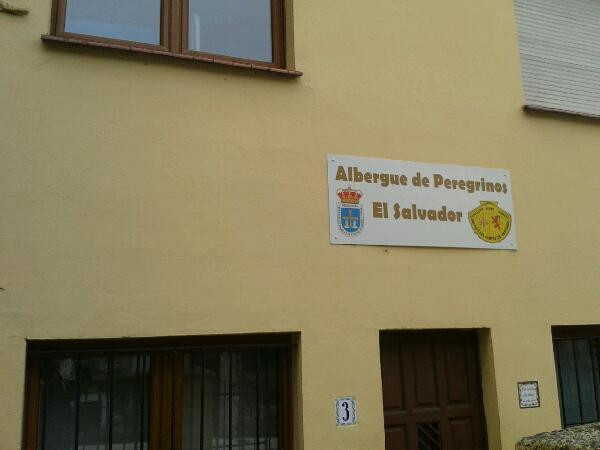 Albergue de Peregrinos
El Salvador
3